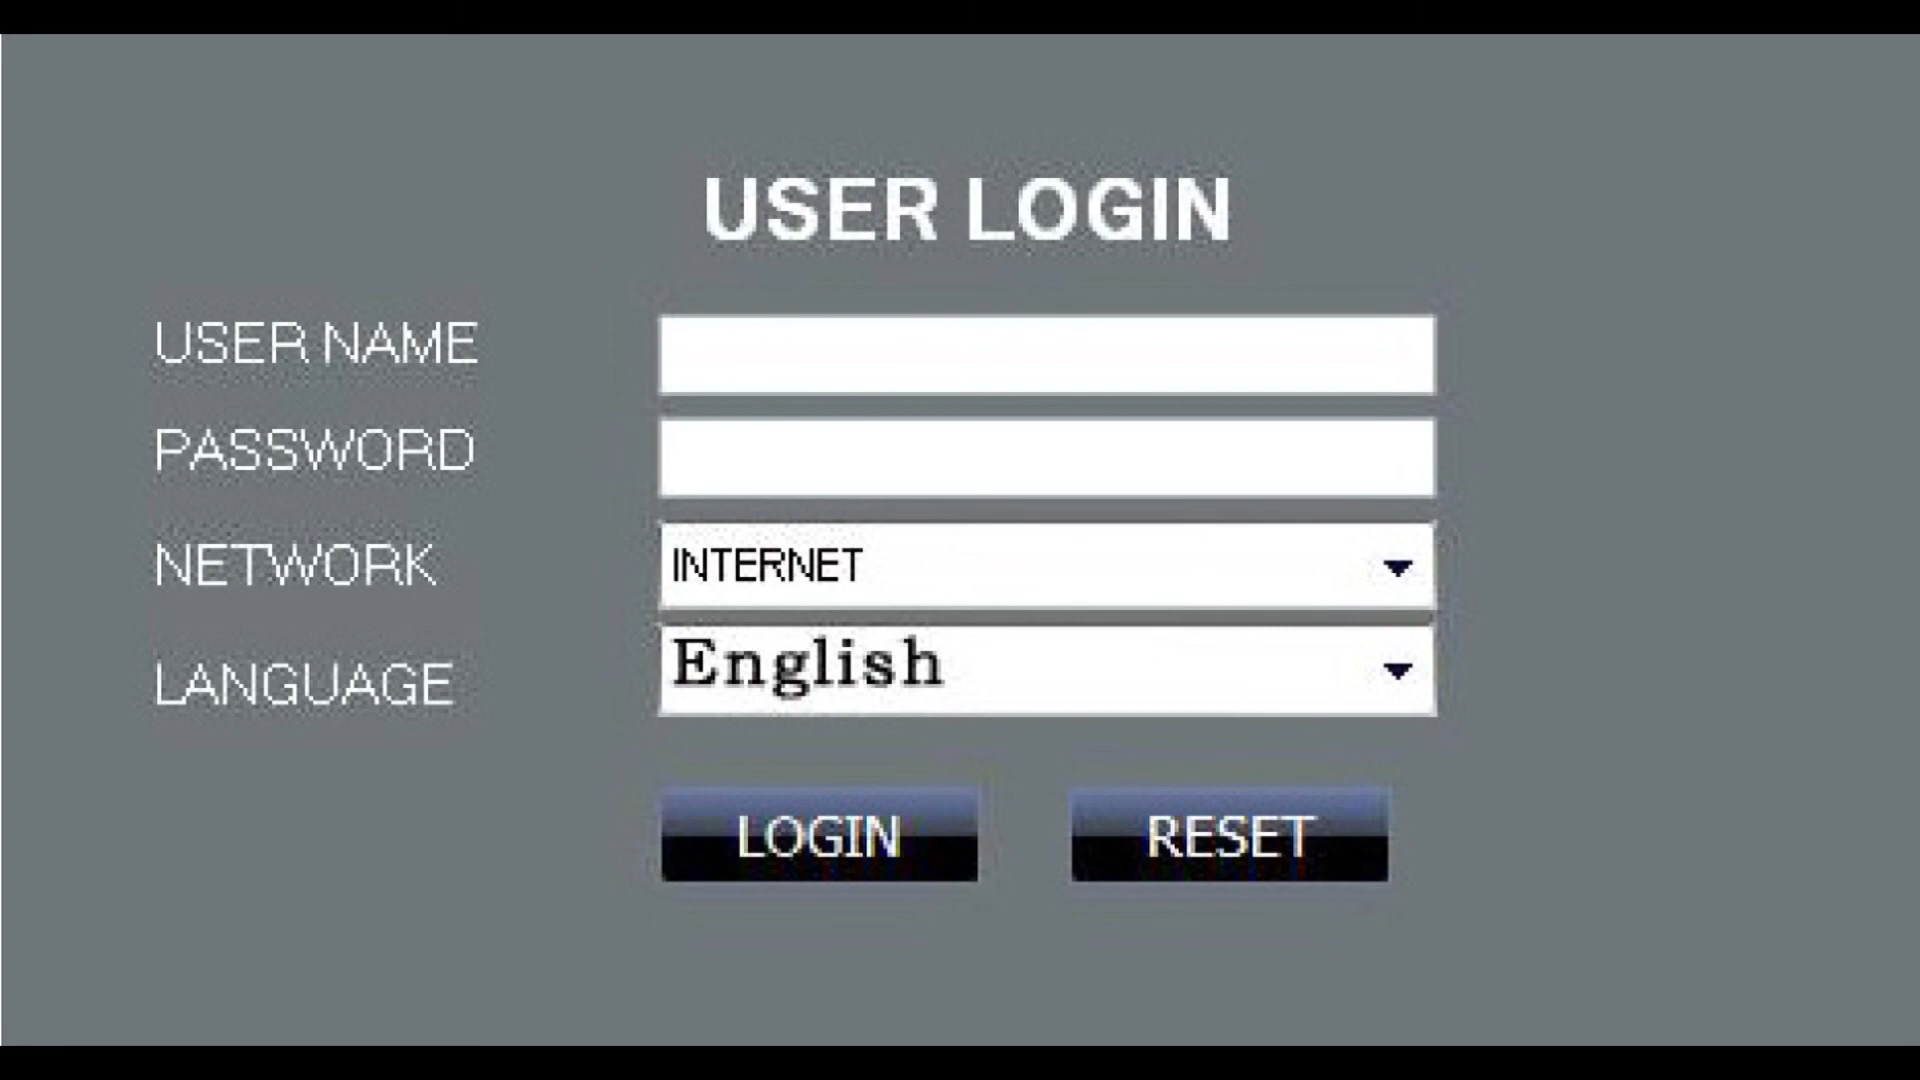 USER LOGIN
USER NAME
PASSWORD
NETWORK INTERNET
LANGUAGE English
LOGIN RESET